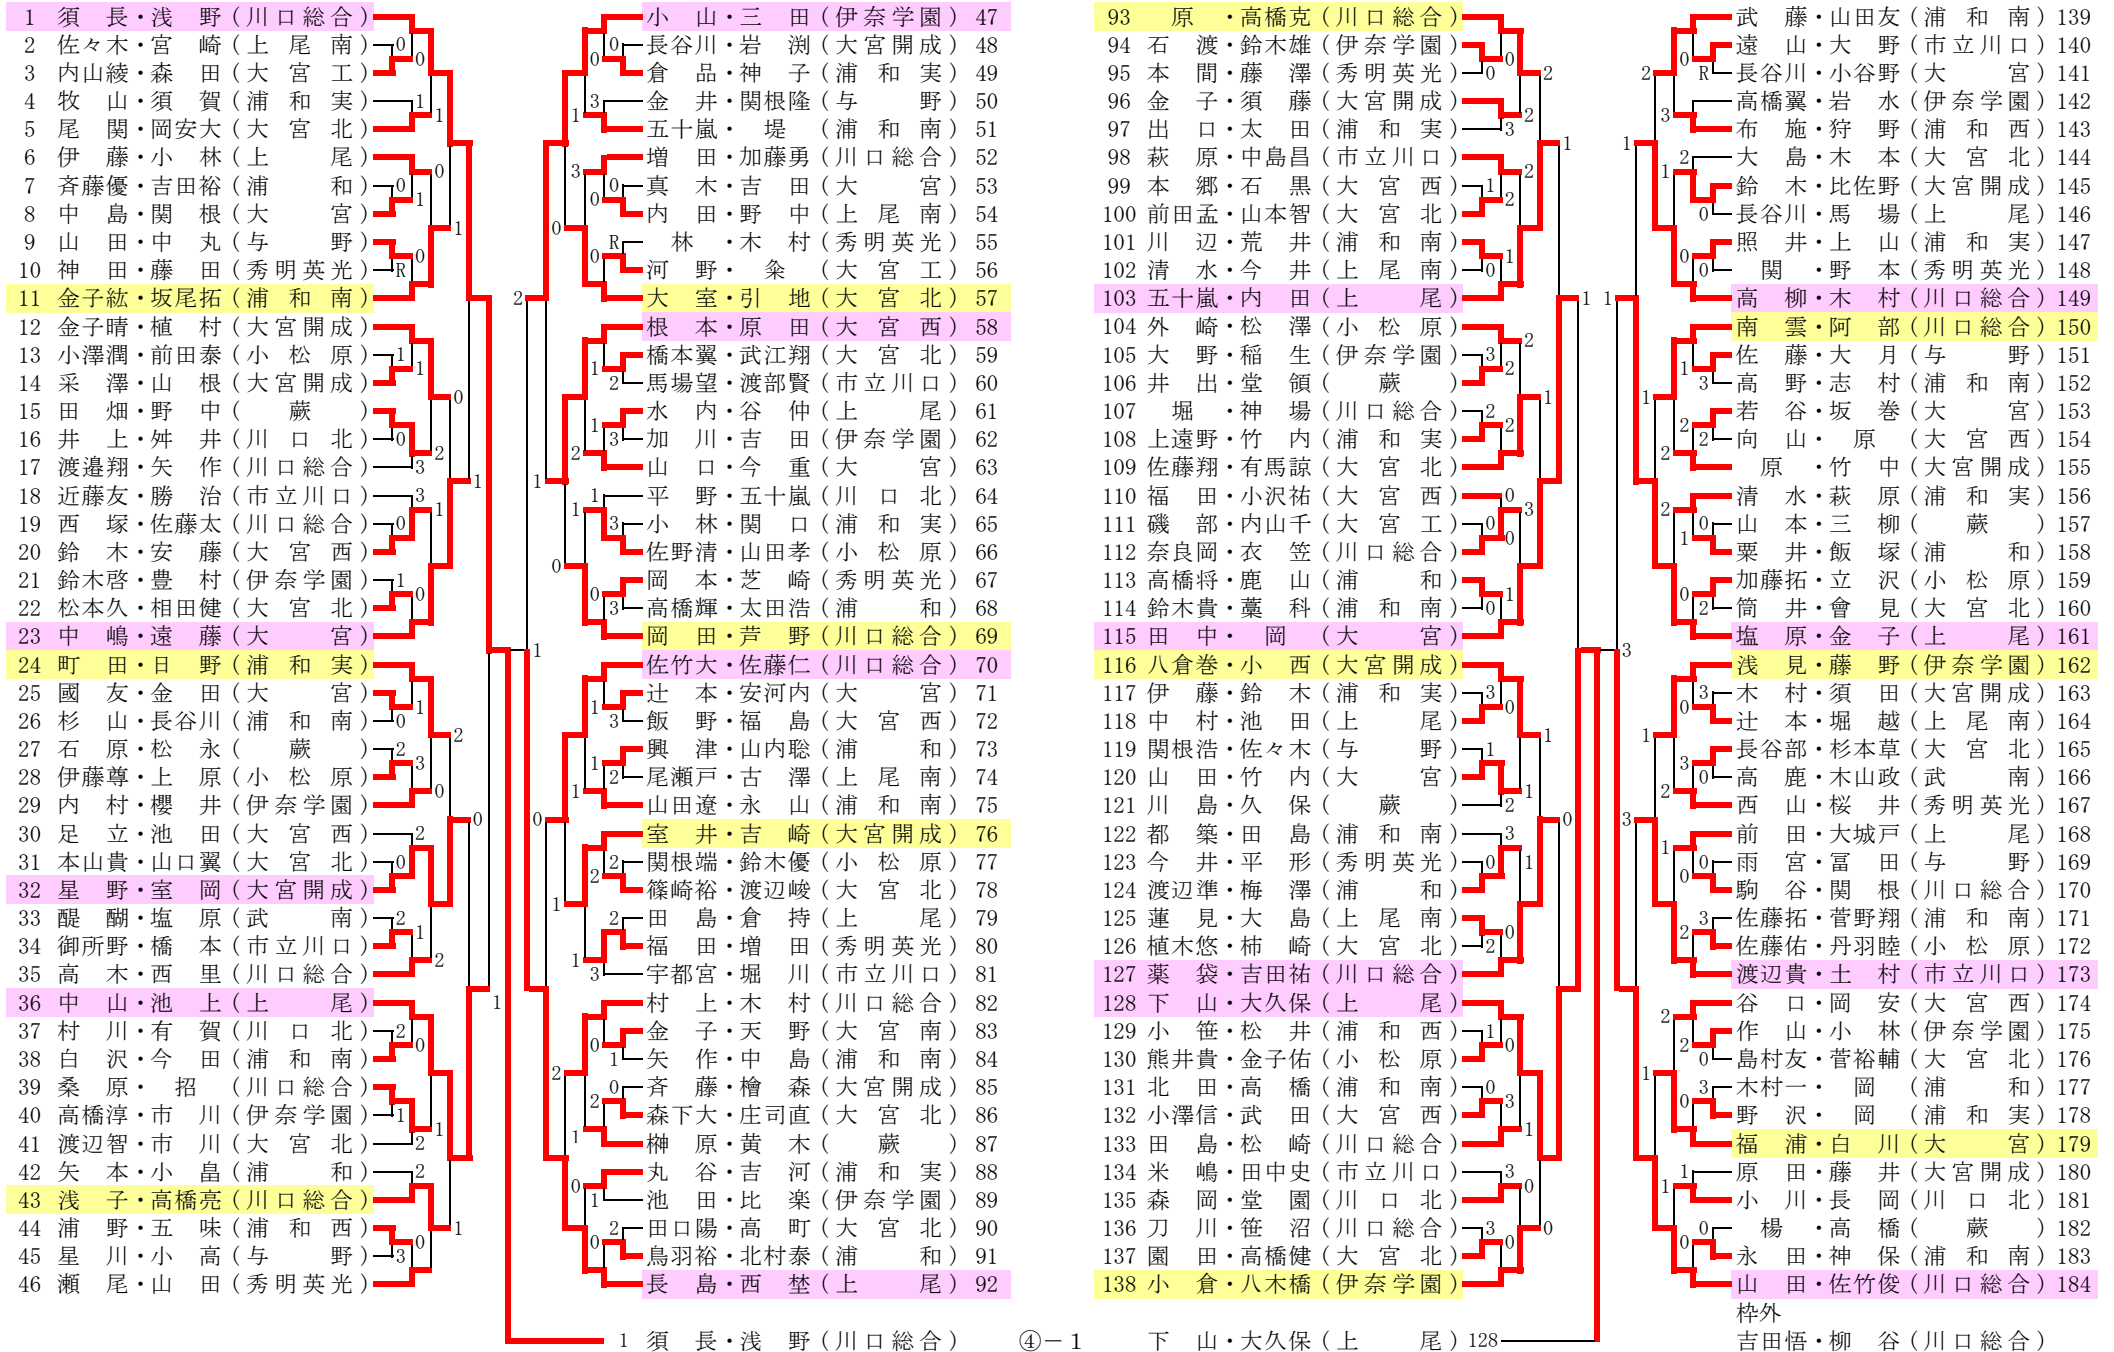 1 須長・浅野(川口総合)
2 佐々木・宮崎(上尾南)
3 内山綾・森田(大宮工)
4 牧山・須賀(浦和実)
5 尾関・岡安大(大宮北)
6 伊藤・小林(上尾)
7 斉藤優・吉田裕(浦和)
8 中島・関根(大宮)
9 山田・中丸(与野)
10 神田・藤田(秀明英光)
11 金子紘・坂尾拓(浦和南)
12 金子晴・植村(大宮開成)
13 小澤潤・前田泰(小松原)
14 采澤・山根(大宮開成)
15 田畑・野中(蕨)
16 井上・舛井(川口北)
17 渡邉翔・矢作(川口総合)
18 近藤友・勝治(市立川口)
19 西塚・佐藤太(川口総合)
20 鈴木・安藤(大宮西)
21 鈴木啓・豊村(伊奈学園)
22 松本久・相田健(大宮北)
23 中嶋・遠藤(大宮)
24 町田・日野(浦和実)
25 國友・金田(大宮)
26 杉山・長谷川(浦和南)
27 石原・松永(蕨)
28 伊藤尊・上原(小松原)
29 内村・櫻井(伊奈学園)
30 足立・池田(大宮西)
31 本山貴・山口翼(大宮北)
32 星野・室岡(大宮開成)
33 醍醐・塩原(武南)
34 御所野・橋本(市立川口)
35 高木・西里(川口総合)
36 中山・池上(上尾)
37 村川・有賀(川口北)
38 白沢・今田(浦和南)
39 桑原・招(川口総合)
40 高橋淳・市川(伊奈学園)
41 渡辺智・市川(大宮北)
42 矢本・小畠(浦和)
43 浅子・高橋亮(川口総合)
44 浦野・五味(浦和西)
45 星川・小高(与野)
46 瀬尾・山田(秀明英光)
小山・三田(伊奈学園) 47
長谷川・岩渕(大宮開成) 48
倉品・神子(浦和実) 49
金井・関根隆(与野) 50
五十嵐・堤(浦和南) 51
増田・加藤勇(川口総合) 52
真木・吉田(大宮) 53
内田・野中(上尾南) 54
林・木村(秀明英光) 55
河野・粂(大宮工) 56
大室・引地(大宮北) 57
根本・原田(大宮西) 58
橋本翼・武江翔(大宮北) 59
馬場望・渡部賢(市立川口) 60
水内・谷仲(上尾) 61
加川・吉田(伊奈学園) 62
山口・今重(大宮) 63
平野・五十嵐(川口北) 64
小林・関口(浦和実) 65
佐野清・山田孝(小松原) 66
岡本・芝崎(秀明英光) 67
高橋輝・太田浩(浦和) 68
岡田・芦野(川口総合) 69
佐竹大・佐藤仁(川口総合) 70
辻本・安河内(大宮) 71
飯野・福島(大宮西) 72
興津・山内聡(浦和) 73
尾瀬戸・古澤(上尾南) 74
山田遼・永山(浦和南) 75
室井・吉崎(大宮開成) 76
関根端・鈴木優(小松原) 77
篠崎裕・渡辺峻(大宮北) 78
田島・倉持(上尾) 79
福田・増田(秀明英光) 80
宇都宮・堀川(市立川口) 81
村上・木村(川口総合) 82
金子・天野(大宮南) 83
矢作・中島(浦和南) 84
斉藤・檜森(大宮開成) 85
森下大・庄司直(大宮北) 86
榊原・黄木(蕨) 87
丸谷・吉河(浦和実) 88
池田・比楽(伊奈学園) 89
田口陽・高町(大宮北) 90
鳥羽裕・北村泰(浦和) 91
長島・西埜(上尾) 92
1 須長・浅野(川口総合)
④－1
93 原・高橋克(川口総合)
94 石渡・鈴木雄(伊奈学園)
95 本間・藤澤(秀明英光)
96 金子・須藤(大宮開成)
97 出口・太田(浦和実)
98 萩原・中島昌(市立川口)
99 本郷・石黒(大宮西)
100 前田孟・山本智(大宮北)
101 川辺・荒井(浦和南)
102 清水・今井(上尾南)
103 五十嵐・内田(上尾)
104 外崎・松澤(小松原)
105 大野・稲生(伊奈学園)
106 井出・堂領(蕨)
107 堀・神場(川口総合)
108 上遠野・竹内(浦和実)
109 佐藤翔・有馬諒(大宮北)
110 福田・小沢祐(大宮西)
111 磯部・内山千(大宮工)
112 奈良岡・衣笠(川口総合)
113 高橋将・鹿山(浦和)
114 鈴木貴・藁科(浦和南)
115 田中・岡(大宮)
116 八倉巻・小西(大宮開成)
117 伊藤・鈴木(浦和実)
118 中村・池田(上尾)
119 関根浩・佐々木(与野)
120 山田・竹内(大宮)
121 川島・久保(蕨)
122 都築・田島(浦和南)
123 今井・平形(秀明英光)
124 渡辺準・梅澤(浦和)
125 蓮見・大島(上尾南)
126 植木悠・柿崎(大宮北)
127 薬袋・吉田祐(川口総合)
128 下山・大久保(上尾)
129 小笹・松井(浦和西)
130 熊井貴・金子佑(小松原)
131 北田・高橋(浦和南)
132 小澤信・武田(大宮西)
133 田島・松崎(川口総合)
134 米嶋・田中史(市立川口)
135 森岡・堂園(川口北)
136 刀川・笹沼(川口総合)
137 園田・高橋健(大宮北)
138 小倉・八木橋(伊奈学園)
下山・大久保(上尾) 128
武藤・山田友(浦和南) 139
遠山・大野(市立川口) 140
長谷川・小谷野(大宮) 141
高橋翼・岩水(伊奈学園) 142
布施・狩野(浦和西) 143
大島・木本(大宮北) 144
鈴木・比佐野(大宮開成) 145
長谷川・馬場(上尾) 146
照井・上山(浦和実) 147
関・野本(秀明英光) 148
高柳・木村(川口総合) 149
南雲・阿部(川口総合) 150
佐藤・大月(与野) 151
高野・志村(浦和南) 152
若谷・坂巻(大宮) 153
向山・原(大宮西) 154
原・竹中(大宮開成) 155
清水・萩原(浦和実) 156
山本・三柳(蕨) 157
粟井・飯塚(浦和) 158
加藤拓・立沢(小松原) 159
筒井・會見(大宮北) 160
塩原・金子(上尾) 161
浅見・藤野(伊奈学園) 162
木村・須田(大宮開成) 163
辻本・堀越(上尾南) 164
長谷部・杉本草(大宮北) 165
高鹿・木山政(武南) 166
西山・桜井(秀明英光) 167
前田・大城戸(上尾) 168
雨宮・冨田(与野) 169
駒谷・関根(川口総合) 170
佐藤拓・菅野翔(浦和南) 171
佐藤佑・丹羽睦(小松原) 172
渡辺貴・土村(市立川口) 173
谷口・岡安(大宮西) 174
作山・小林(伊奈学園) 175
島村友・菅裕輔(大宮北) 176
木村一・岡(浦和) 177
野沢・岡(浦和実) 178
福浦・白川(大宮) 179
原田・藤井(大宮開成) 180
小川・長岡(川口北) 181
楊・高橋(蕨) 182
永田・神保(浦和南) 183
山田・佐竹俊(川口総合) 184
枠外
吉田悟・柳谷(川口総合)